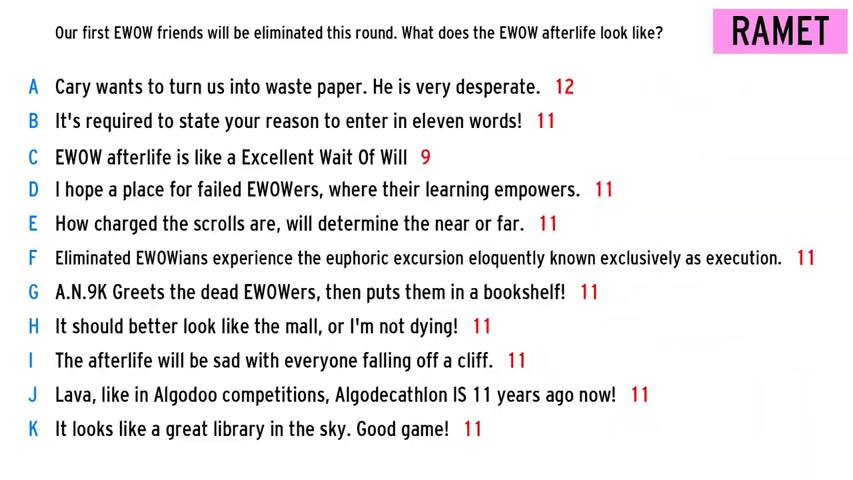 Our first EWOW friends will be eliminated this round. What does the EWOW afterlife look like?
RAMET
A Cary wants to turn us into waste paper. He is very desperate. 12
B It's required to state your reason to enter in eleven words! 11
C EWOW afterlife is like a Excellent Wait Of Will 9
D I hope a place for failed EWOWers, where their learning empowers. 11
E How charged the scrolls are, will determine the near or far. 11
F Eliminated EWOWians experience the euphoric excursion eloquently known exclusively as execution. 11
G A.N.9K Greets the dead EWOWers, then puts them in a bookshelf! 11
H It should better look like the mall, or I'm not dying! 11
I The afterlife will be sad with everyone falling off a cliff. 11
J Lava, like in Algodoo competitions, Algodecathlon IS 11 years ago now! 11
K It looks like a great library in the sky. Good game! 11